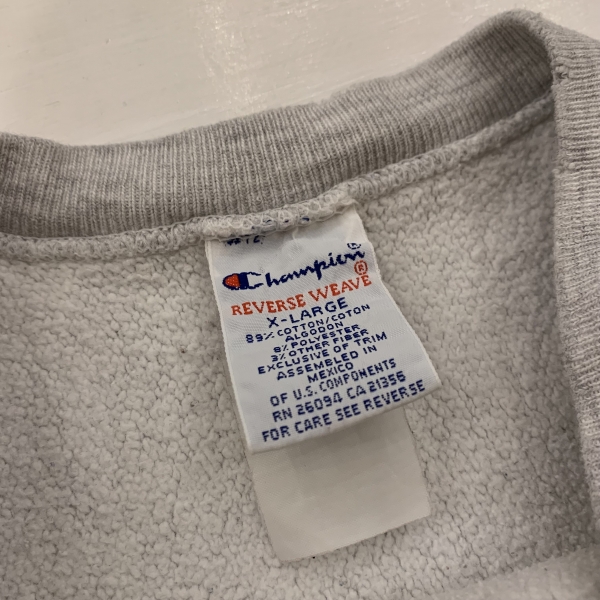 Champion
REVERSE WEAVE ®
X-LARGE
89% COTTON/COTON
ALGODON
8% POLYESTER
3% OTHER FIBER
EXCLUSIVE OF TRIM
ASSEMBLED IN
MEXICO
OF U.S. COMPONENTS
RN 26094 CA 21356
FOR CARE SEE REVERSE